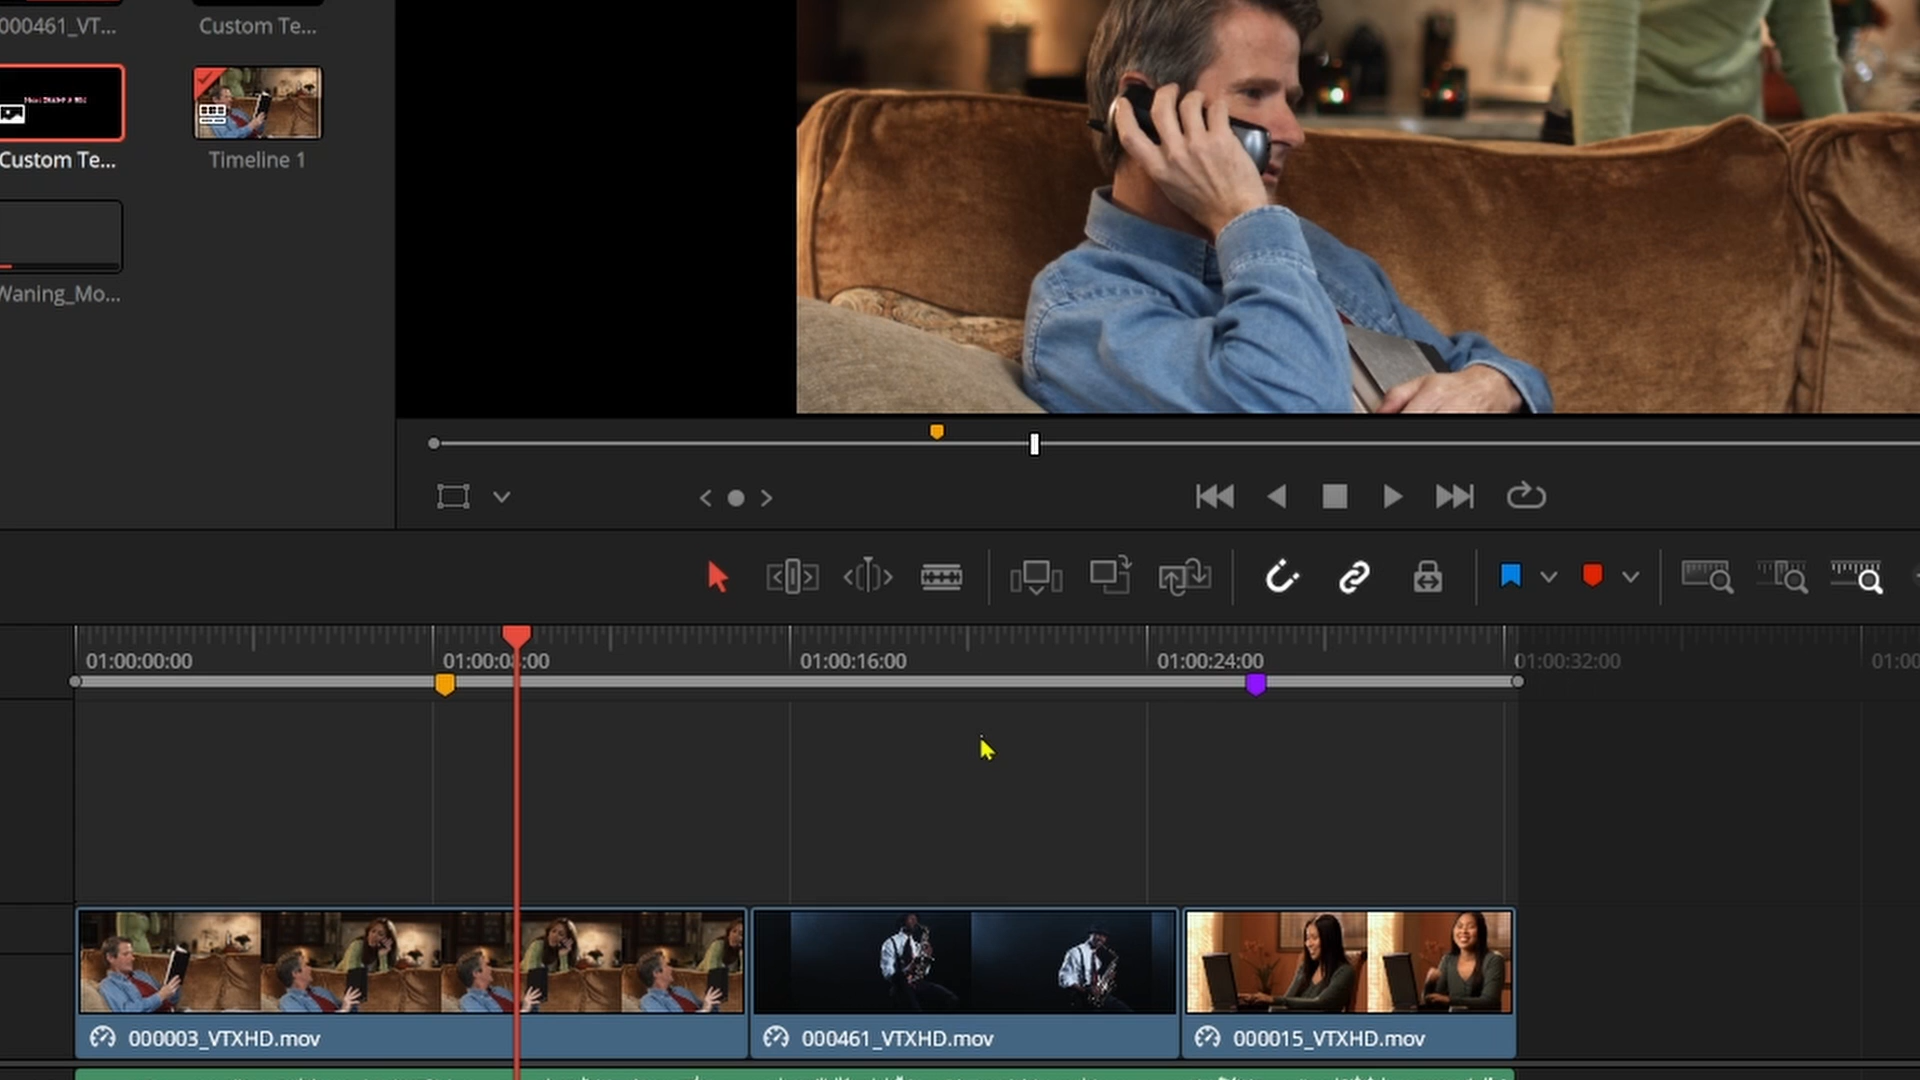 000461_VT...
Custom Te...
Custom Te...
Timeline 1
Waning_Mo...
01:00:00:00
01:00:08:00
01:00:16:00
01:00:24:00
01:00:32:00
01:00
000003_VTXHD.mov
000461_VTXHD.mov
000015_VTXHD.mov